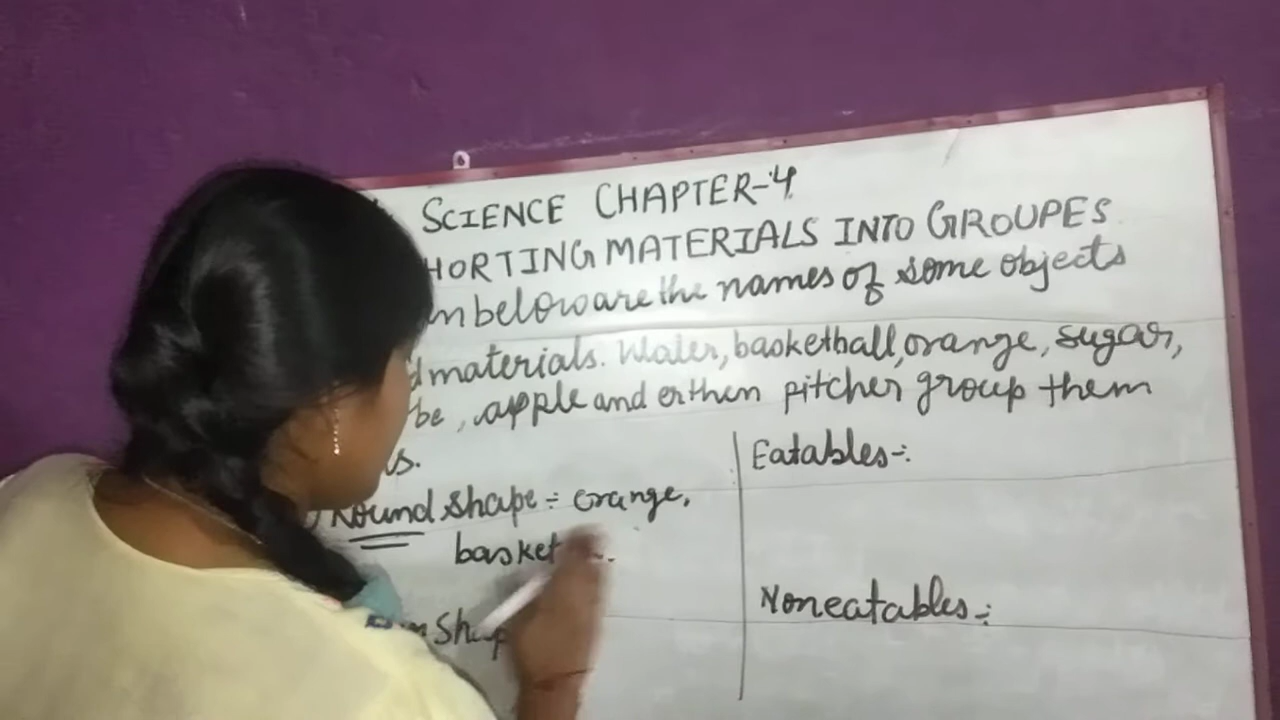 SCIENCE CHAPTER-4
HORTING MATERIALS INTO GROUPES
below are the names of some objects
materials. Water, basketball, orange, sugar,
be, apple and erthen pitcher group them
Round shape ÷ orange,
basket
Shap
Eatables-:
Noneatables-: